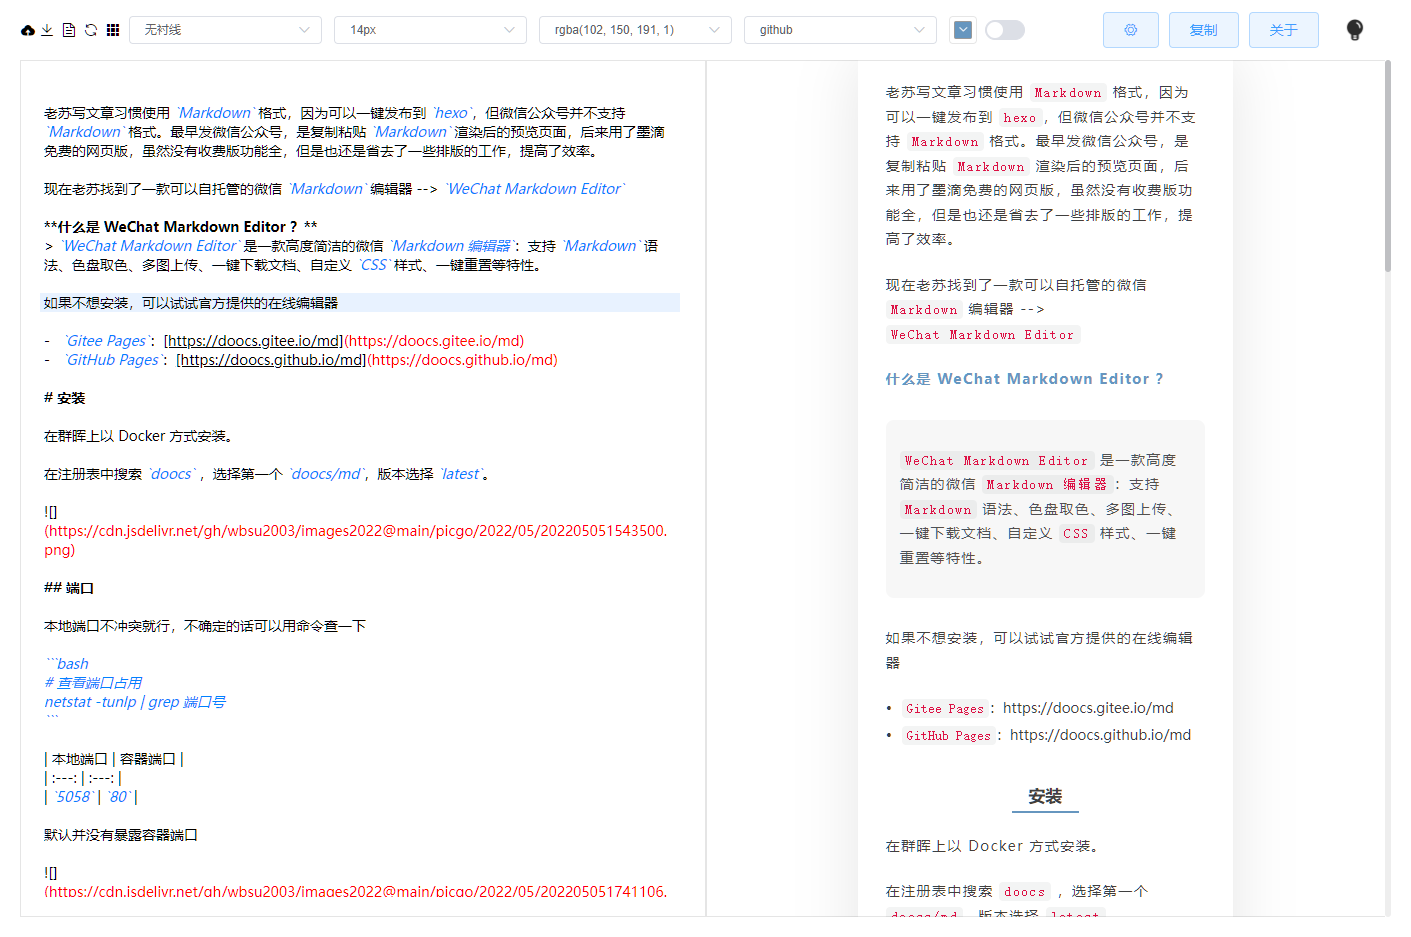 无衬线 14px rgba(102, 150, 191, 1) github 复制 关于
老苏写文章习惯使用 `Markdown` 格式，因为可以一键发布到 `hexo`，但微信公众号并不支持
`Markdown` 格式。最早发微信公众号，是复制粘贴 `Markdown` 渲染后的预览页面，后来用了墨滴
免费的网页版，虽然没有收费版功能全，但是也还是省去了一些排版的工作，提高了效率。
现在老苏找到了一款可以自托管的微信 `Markdown` 编辑器 --> `WeChat Markdown Editor`
**什么是 WeChat Markdown Editor ？**
> `WeChat Markdown Editor` 是一款高度简洁的微信 `Markdown 编辑器`：支持 `Markdown` 语
法、色盘取色、多图上传、一键下载文档、自定义 `CSS` 样式、一键重置等特性。
如果不想安装，可以试试官方提供的在线编辑器
- `Gitee Pages`：[https://doocs.gitee.io/md](https://doocs.gitee.io/md)
- `GitHub Pages`：[https://doocs.github.io/md](https://doocs.github.io/md)
# 安装
在群晖上以 Docker 方式安装。
在注册表中搜索 `doocs` ，选择第一个 `doocs/md`，版本选择 `latest`。
![]
(https://cdn.jsdelivr.net/gh/wbsu2003/images2022@main/picgo/2022/05/202205051543500.
png)
## 端口
本地端口不冲突就行，不确定的话可以用命令查一下
```bash
# 查看端口占用
netstat -tunlp | grep 端口号
```
| 本地端口 | 容器端口 |
| :---: | :---: |
| `5058` | `80` |
默认并没有暴露容器端口
![]
(https://cdn.jsdelivr.net/gh/wbsu2003/images2022@main/picgo/2022/05/202205051741106.
老苏写文章习惯使用 Markdown 格式，因为
可以一键发布到 hexo ，但微信公众号并不支
持 Markdown 格式。最早发微信公众号，是
复制粘贴 Markdown 渲染后的预览页面，后
来用了墨滴免费的网页版，虽然没有收费版功
能全，但是也还是省去了一些排版的工作，提
高了效率。
现在老苏找到了一款可以自托管的微信
Markdown 编辑器 -->
WeChat Markdown Editor
什么是 WeChat Markdown Editor ？
WeChat Markdown Editor 是一款高度
简洁的微信 Markdown 编辑器 ：支持
Markdown 语法、色盘取色、多图上传、
一键下载文档、自定义 CSS 样式、一键
重置等特性。
如果不想安装，可以试试官方提供的在线编辑
器
• Gitee Pages ：https://doocs.gitee.io/md
• GitHub Pages ：https://doocs.github.io/md
安装
在群晖上以 Docker 方式安装。
在注册表中搜索 doocs ，选择第一个
doocs/md ，版本选择 latest